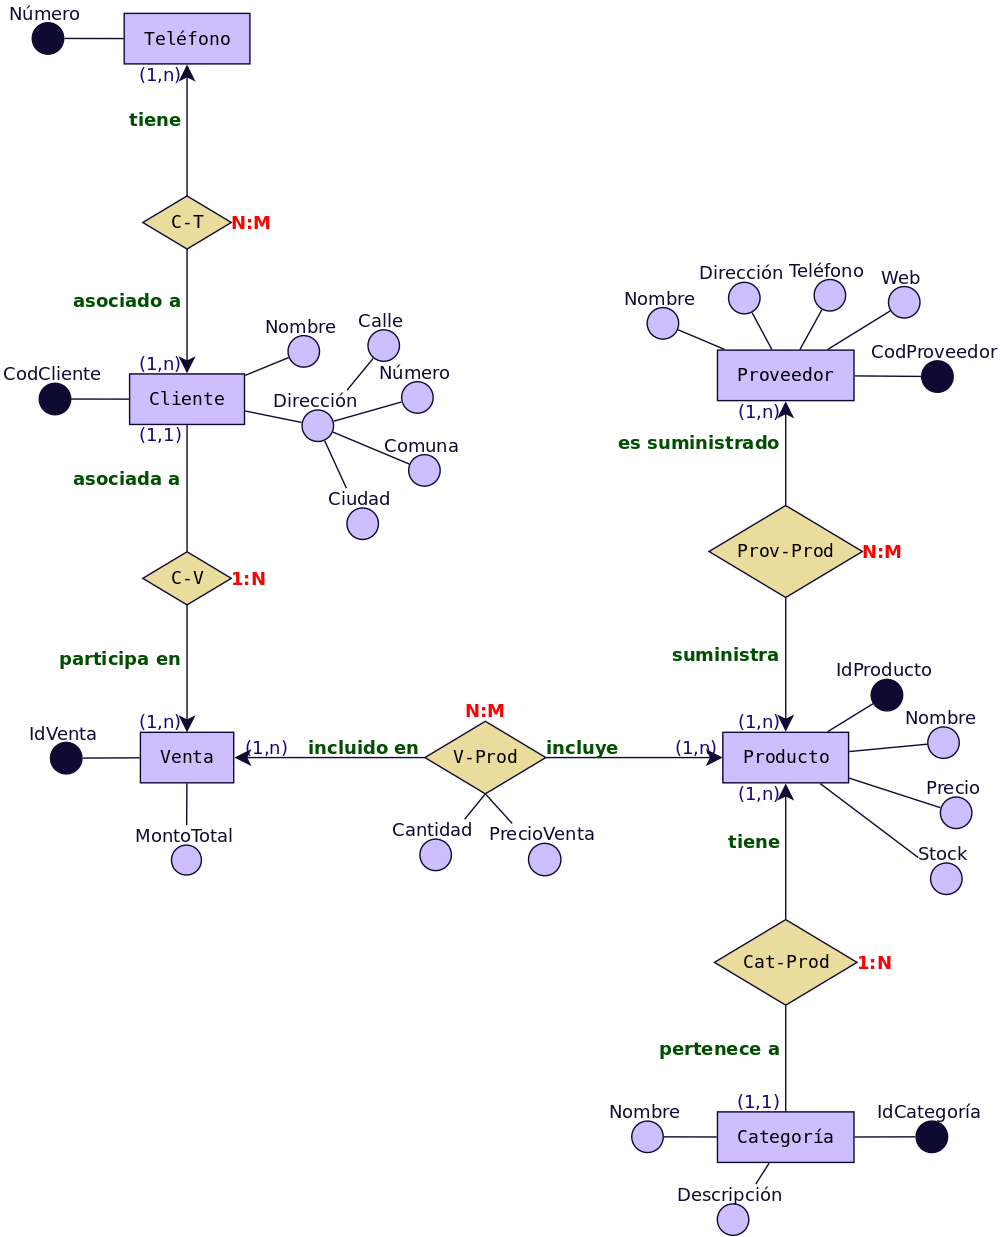 Número
Teléfono
(1,n)
tiene
C-T
N:M
asociado a
(1,n)
CodCliente
Cliente
Nombre
Calle
Número
Dirección
Comuna
Ciudad
(1,1)
asociada a
C-V
1:N
participa en
(1,n)
IdVenta
Venta
MontoTotal
(1,n)
incluido en
N:M
V-Prod
incluye
(1,n)
Cantidad
PrecioVenta
Nombre
Dirección
Teléfono
Web
CodProveedor
Proveedor
(1,n)
es suministrado
Prov-Prod
N:M
suministra
(1,n)
IdProducto
Nombre
Producto
Precio
Stock
(1,n)
tiene
Cat-Prod
1:N
pertenece a
(1,1)
Nombre
Categoría
IdCategoría
Descripción